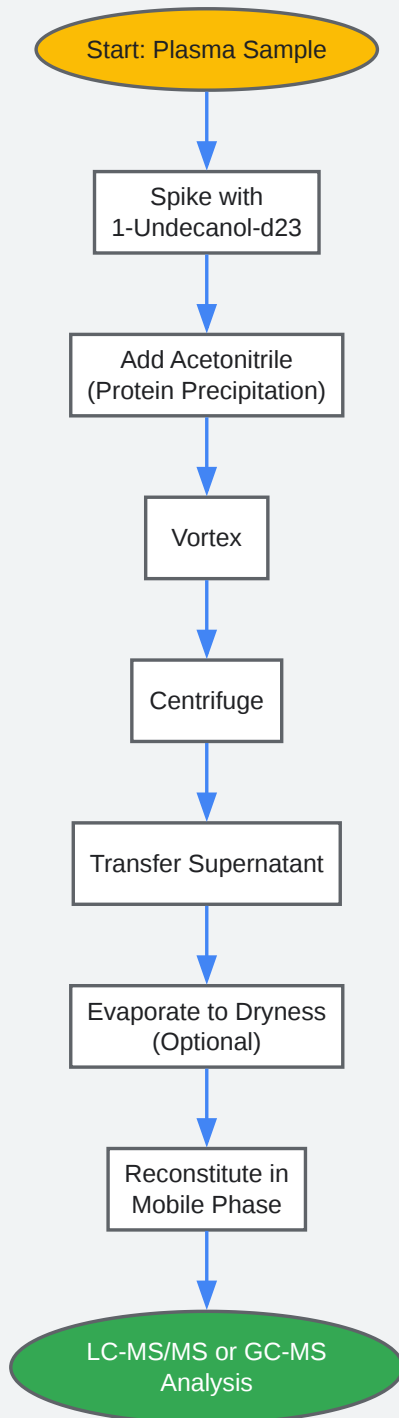 Start: Plasma Sample
Spike with
1-Undecanol-d23
Add Acetonitrile
(Protein Precipitation)
Vortex
Centrifuge
Transfer Supernatant
Evaporate to Dryness
(Optional)
Reconstitute in
Mobile Phase
LC-MS/MS or GC-MS
Analysis